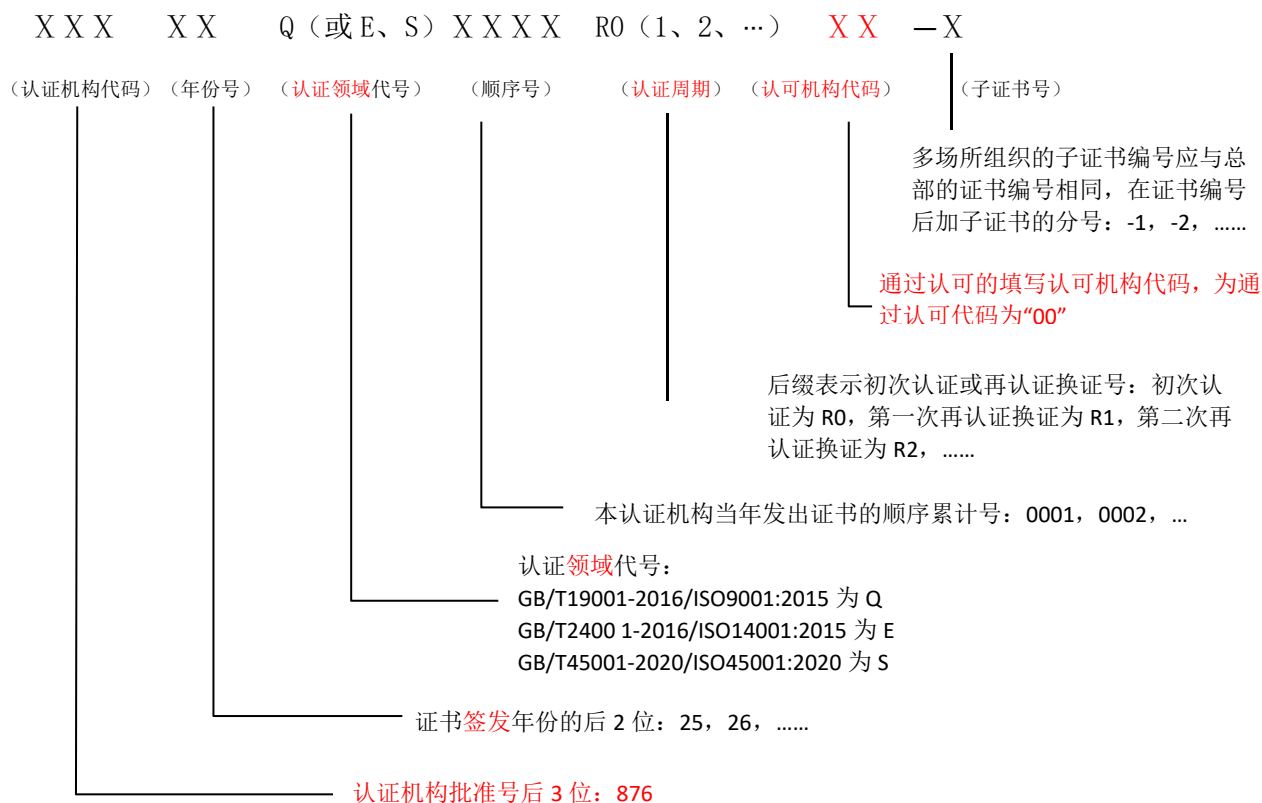 XXX XX Q（或E、S）XXXX R0（1、2、…） XX —X
（认证机构代码）（年份号） （认证领域代号） （顺序号） （认证周期） （认可机构代码） （子证书号）
多场所组织的子证书编号应与总
部的证书编号相同，在证书编号
后加子证书的分号：-1，-2，……
通过认可的填写认可机构代码，为通
过认可代码为“00”
后缀表示初次认证或再认证换证号：初次认
证为 R0，第一次再认证换证为 R1，第二次再
认证换证为 R2，……
本认证机构当年发出证书的顺序累计号：0001，0002，…
认证领域代号：
GB/T19001-2016/ISO9001:2015 为 Q
GB/T2400 1-2016/ISO14001:2015 为 E
GB/T45001-2020/ISO45001:2020 为 S
证书签发年份的后 2 位：25，26，……
认证机构批准号后 3 位：876